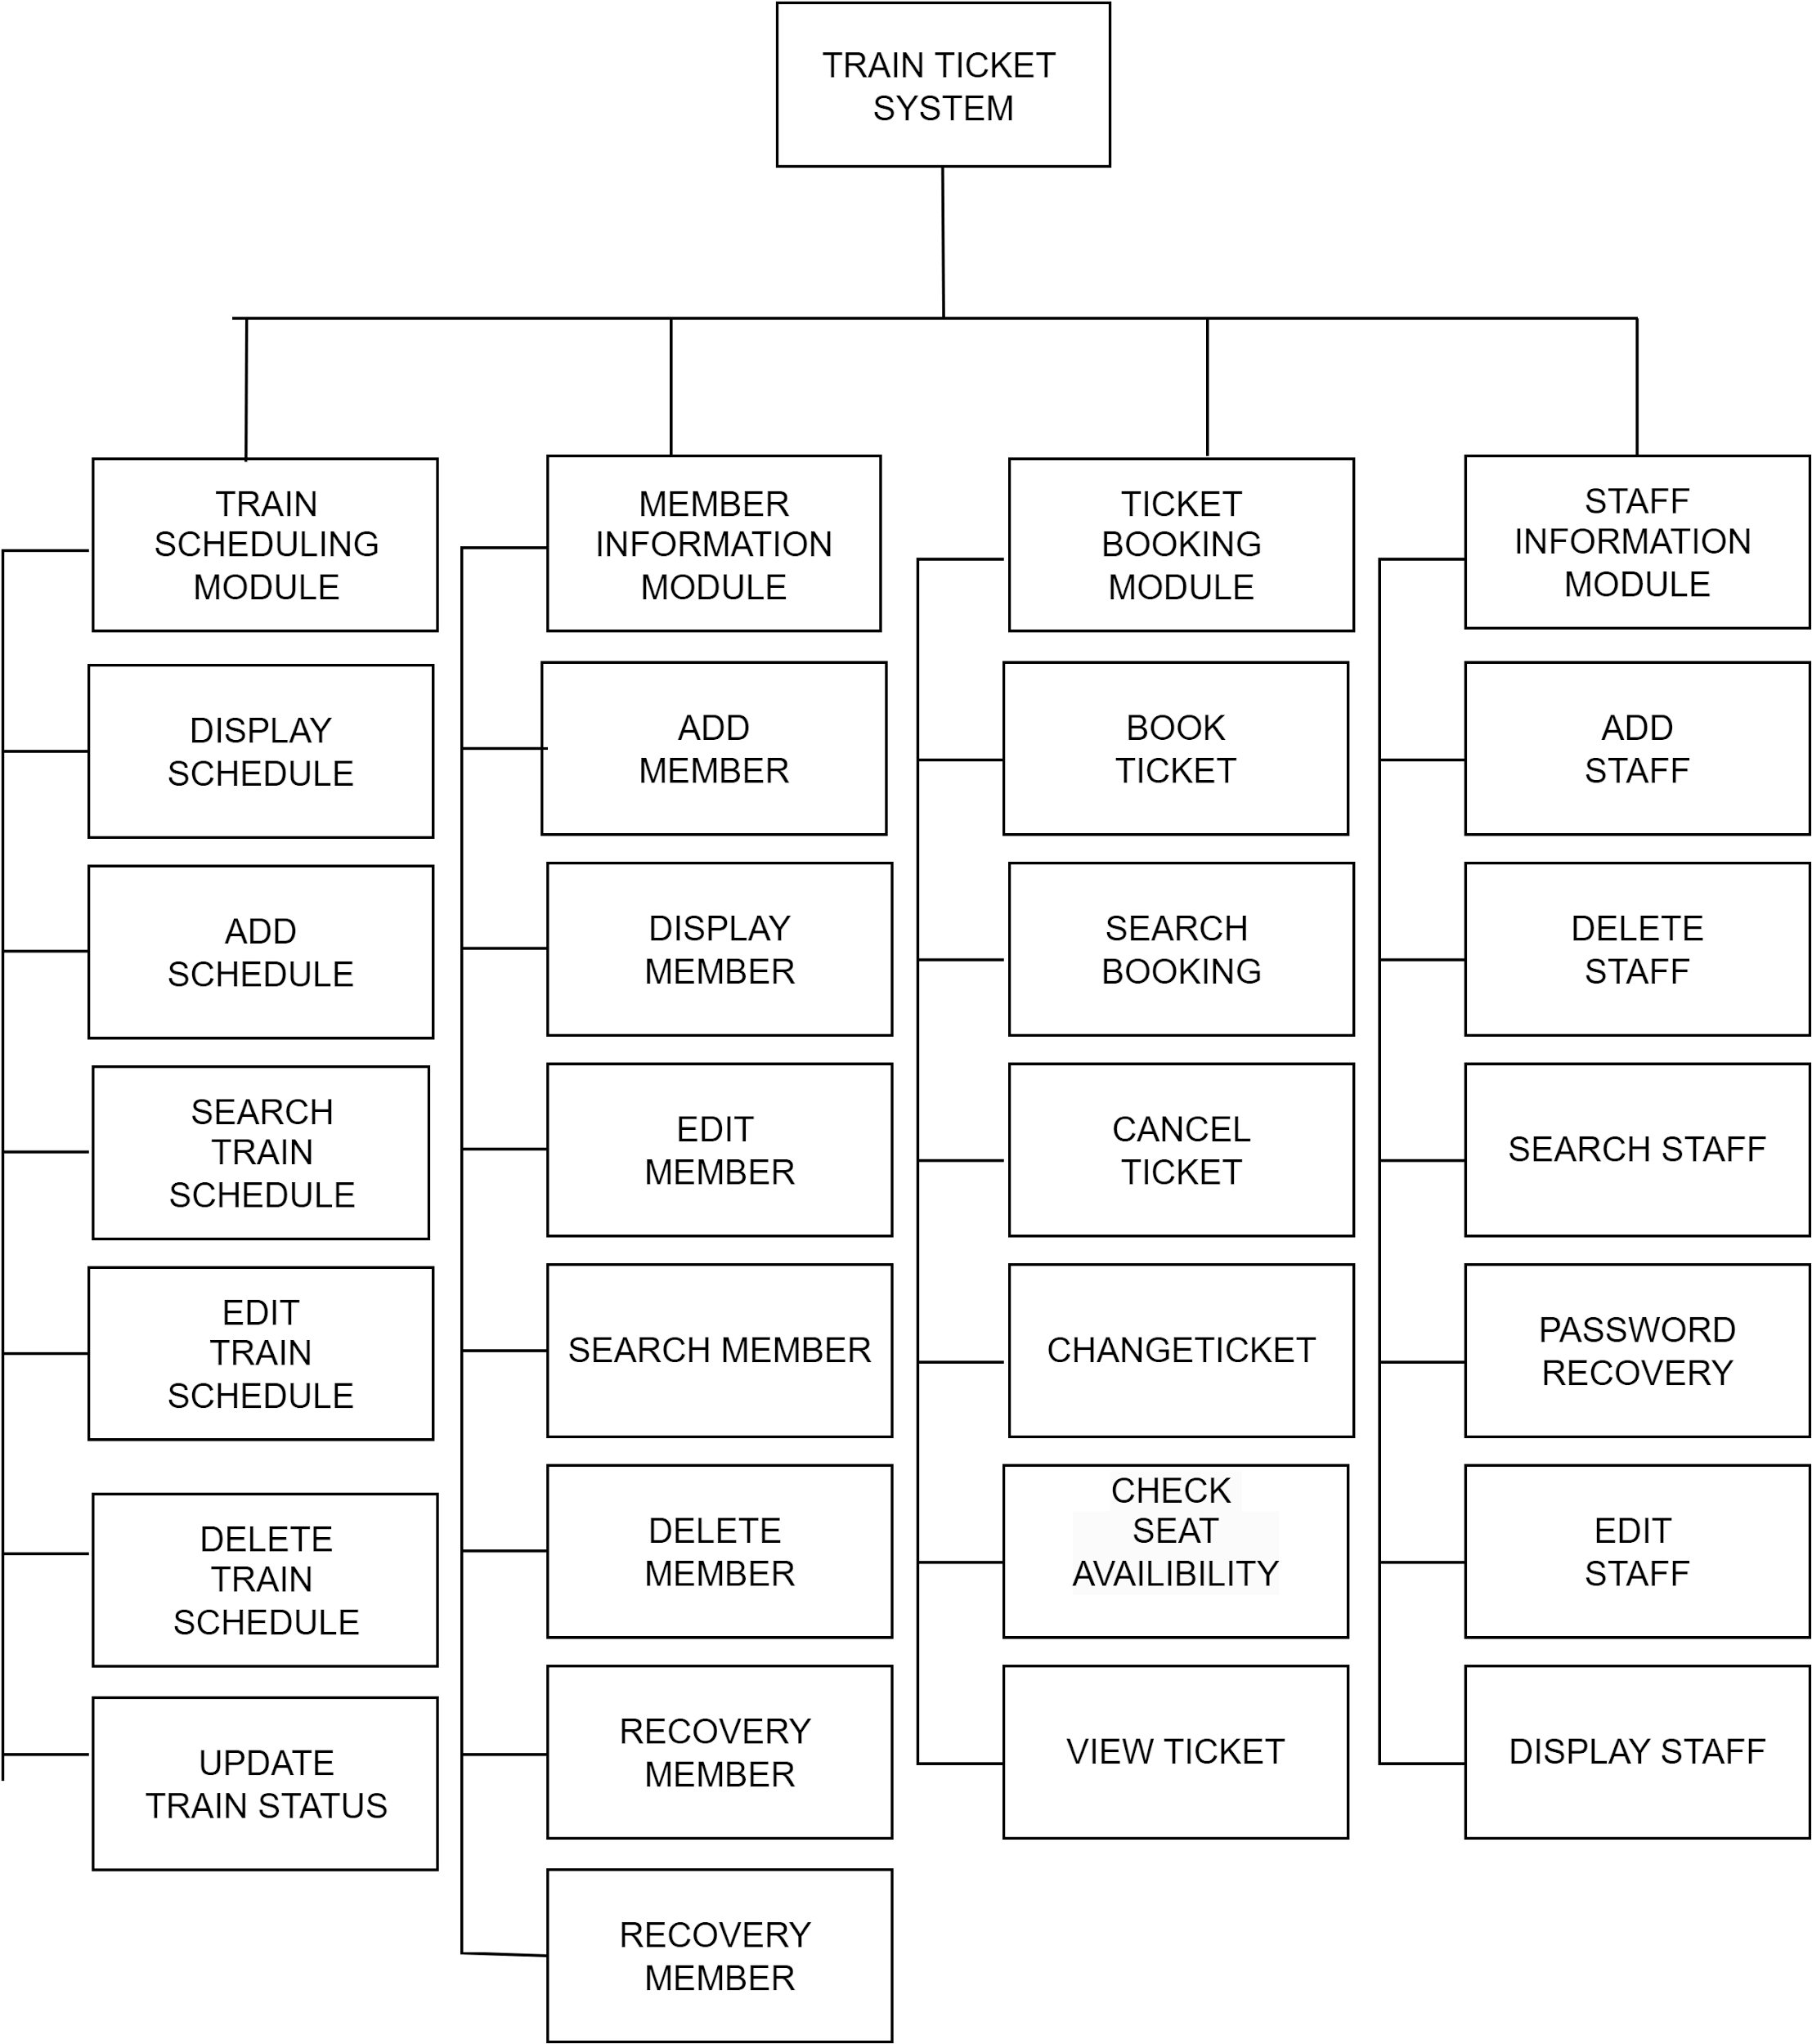 TRAIN TICKET
SYSTEM
TRAIN
SCHEDULING
MODULE
DISPLAY
SCHEDULE
ADD
SCHEDULE
SEARCH
TRAIN
SCHEDULE
EDIT
TRAIN
SCHEDULE
DELETE
TRAIN
SCHEDULE
UPDATE
TRAIN STATUS
MEMBER
INFORMATION
MODULE
ADD
MEMBER
DISPLAY
MEMBER
EDIT
MEMBER
SEARCH MEMBER
DELETE
MEMBER
RECOVERY
MEMBER
RECOVERY
MEMBER
TICKET
BOOKING
MODULE
BOOK
TICKET
SEARCH
BOOKING
CANCEL
TICKET
CHANGETICKET
CHECK
SEAT
AVAILIBILITY
VIEW TICKET
STAFF
INFORMATION
MODULE
ADD
STAFF
DELETE
STAFF
SEARCH STAFF
PASSWORD
RECOVERY
EDIT
STAFF
DISPLAY STAFF